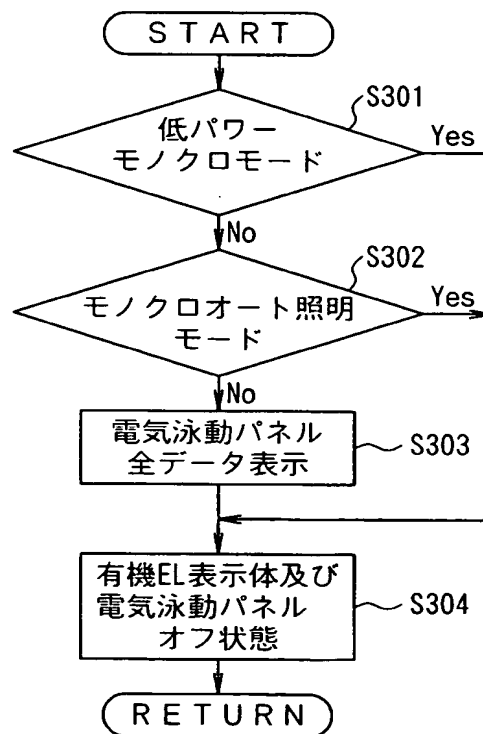 START
S301
低パワー
モノクロモード
Yes
No
S302
モノクロオート照明
モード
Yes
No
電気泳動パネル
全データ表示
S303
有機EL表示体及び
電気泳動パネル
オフ状態
S304
RETURN